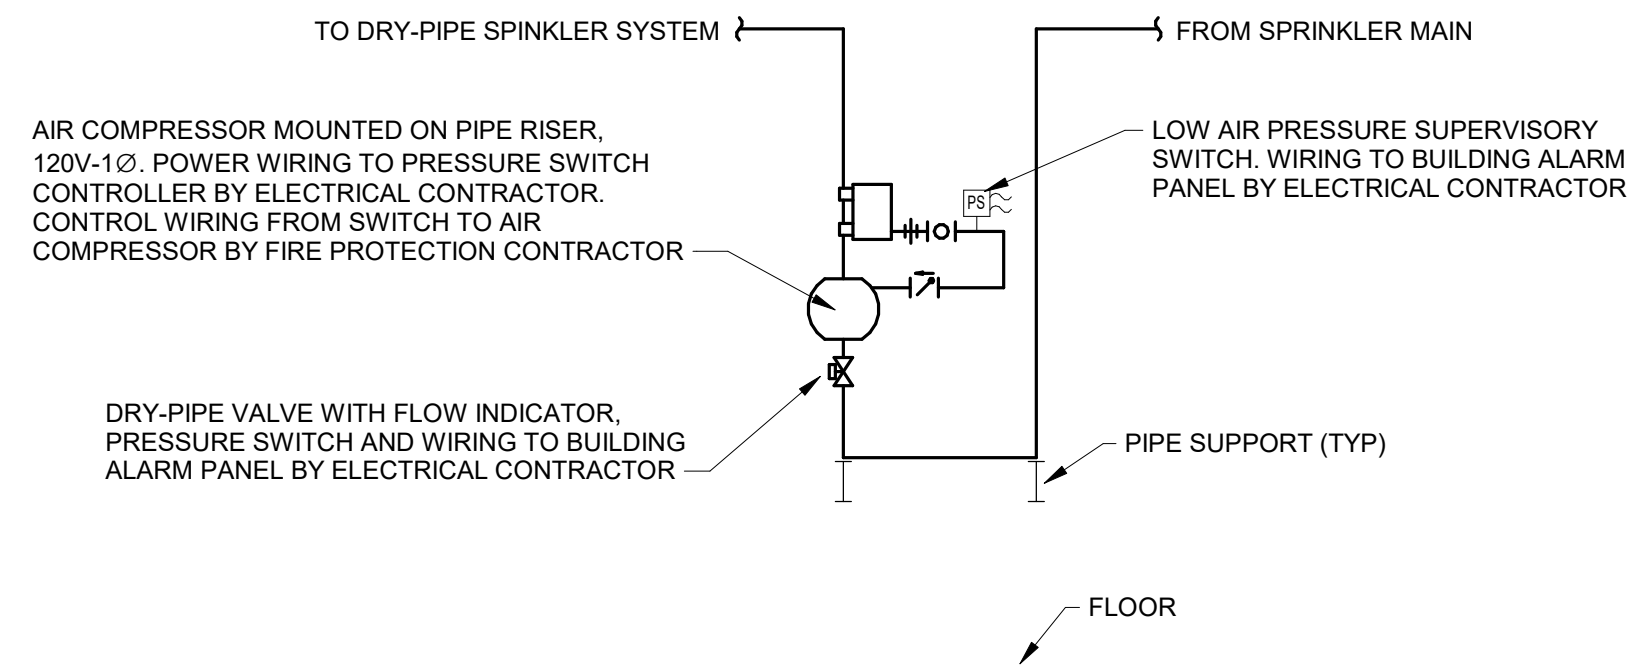 TO DRY-PIPE SPINKLER SYSTEM
FROM SPRINKLER MAIN
AIR COMPRESSOR MOUNTED ON PIPE RISER,
120V-1Ø. POWER WIRING TO PRESSURE SWITCH
CONTROLLER BY ELECTRICAL CONTRACTOR.
CONTROL WIRING FROM SWITCH TO AIR
COMPRESSOR BY FIRE PROTECTION CONTRACTOR
LOW AIR PRESSURE SUPERVISORY
SWITCH. WIRING TO BUILDING ALARM
PANEL BY ELECTRICAL CONTRACTOR
PS
DRY-PIPE VALVE WITH FLOW INDICATOR,
PRESSURE SWITCH AND WIRING TO BUILDING
ALARM PANEL BY ELECTRICAL CONTRACTOR
PIPE SUPPORT (TYP)
FLOOR